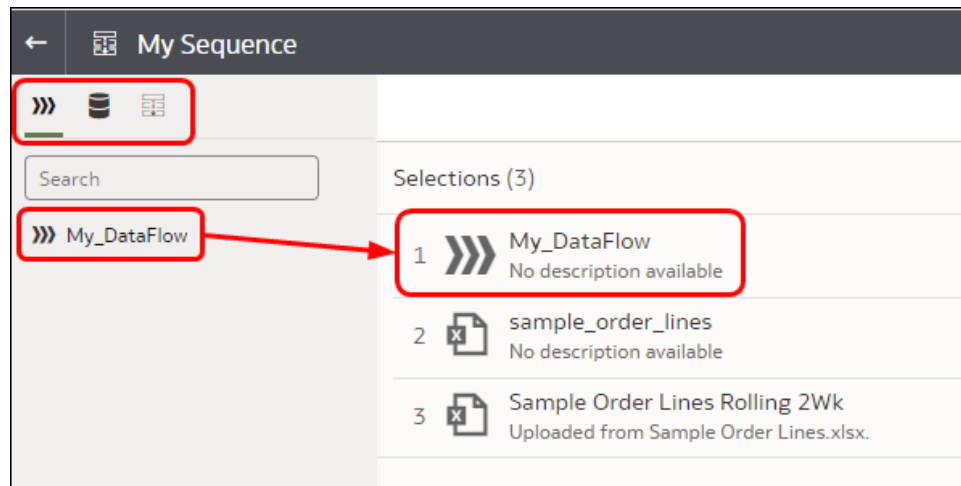 My Sequence
Search
My_DataFlow
Selections (3)
1 My_DataFlow
No description available
2 sample_order_lines
No description available
3 Sample Order Lines Rolling 2Wk
Uploaded from Sample Order Lines.xlsx.